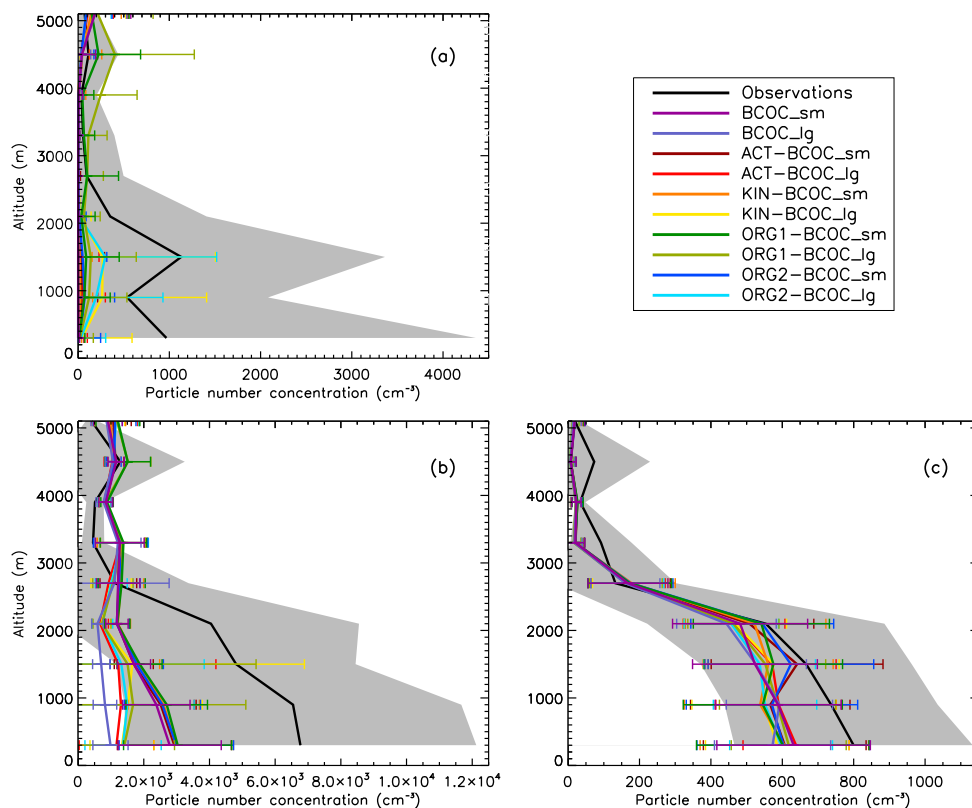 5000
4000
3000
2000
1000
0
Altitude (m)
(a)
0 1000 2000 3000 4000
Particle number concentration (cm⁻³)
Observations
BCOC_sm
BCOC_lg
ACT-BCOC_sm
ACT-BCOC_lg
KIN-BCOC_sm
KIN-BCOC_lg
ORG1-BCOC_sm
ORG1-BCOC_lg
ORG2-BCOC_sm
ORG2-BCOC_lg
5000
4000
3000
2000
1000
0
Altitude (m)
(b)
0 2.0×10³ 4.0×10³ 6.0×10³ 8.0×10³ 1.0×10⁴ 1.2×10⁴
Particle number concentration (cm⁻³)
5000
4000
3000
2000
1000
0
Altitude (m)
(c)
0 200 400 600 800 1000
Particle number concentration (cm⁻³)